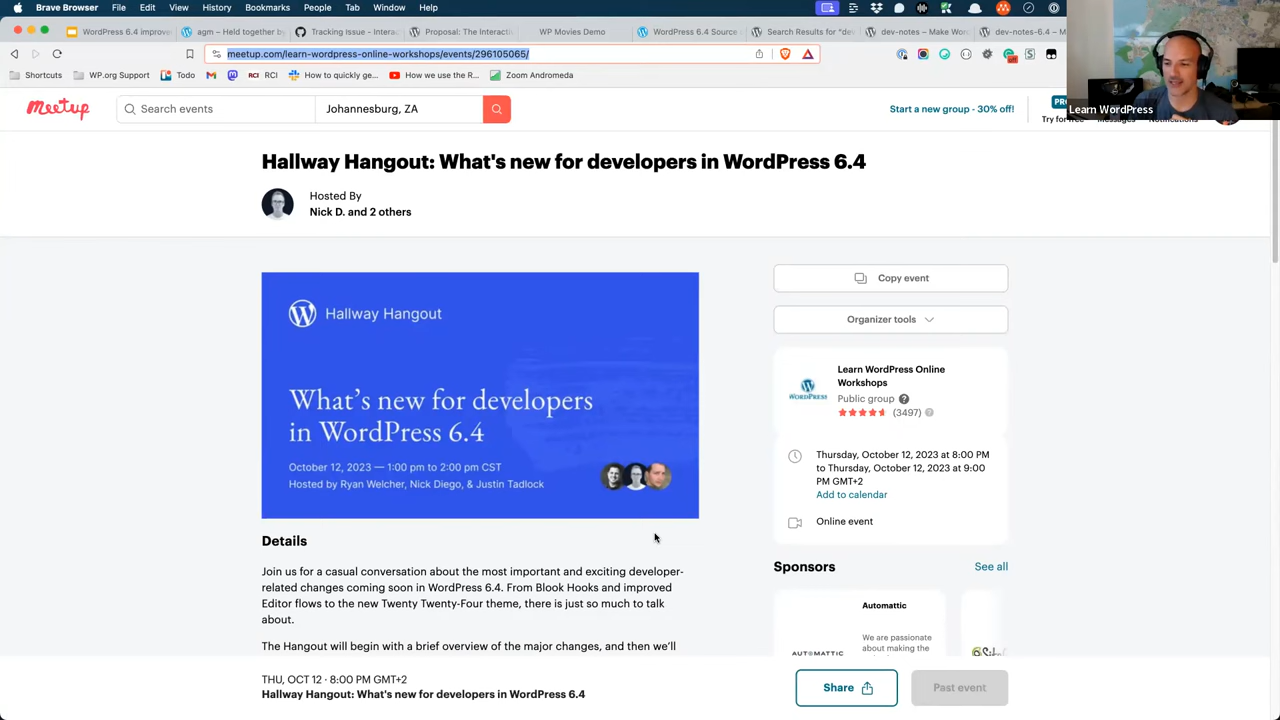 Brave Browser File Edit View History Bookmarks Profiles Tab Window Help
WordPress 6.4 improve
agm – Held together b
Tracking Issue - Intera
Proposal: The Interacti
WP Movies Demo
WordPress 6.4 Source
Search Results for "dev
dev-notes – Make Wor
dev-notes-6.4 – M
meetup.com/learn-wordpress-online-workshops/events/296105065/
Shortcuts WP.org Support Todo RCI RCI How to quickly ge... How we use the R... Zoom Andromeda
Meetup
Search events
Johannesburg, ZA
Start a new group - 30% off!
Learn WordPress
Hallway Hangout: What's new for developers in WordPress 6.4
Hosted By
Nick D. and 2 others
Hallway Hangout
What's new for developers
in WordPress 6.4
October 12, 2023 — 1:00 pm to 2:00 pm CST
Hosted by Ryan Welcher, Nick Diego, & Justin Tadlock
Details
Join us for a casual conversation about the most important and exciting developer-
related changes coming soon in WordPress 6.4. From Blook Hooks and improved
Editor flows to the new Twenty Twenty-Four theme, there is just so much to talk
about.
The Hangout will begin with a brief overview of the major changes, and then we'll
Copy event
Organizer tools
WORDPRESS
Learn WordPress Online
Workshops
Public group
(3497)
Thursday, October 12, 2023 at 8:00 PM
to Thursday, October 12, 2023 at 9:00
PM GMT+2
Add to calendar
Online event
Sponsors
See all
Automattic
We are passionate
about making the
AUTOMATTIC
THU, OCT 12 · 8:00 PM GMT+2
Hallway Hangout: What's new for developers in WordPress 6.4
Share
Past event